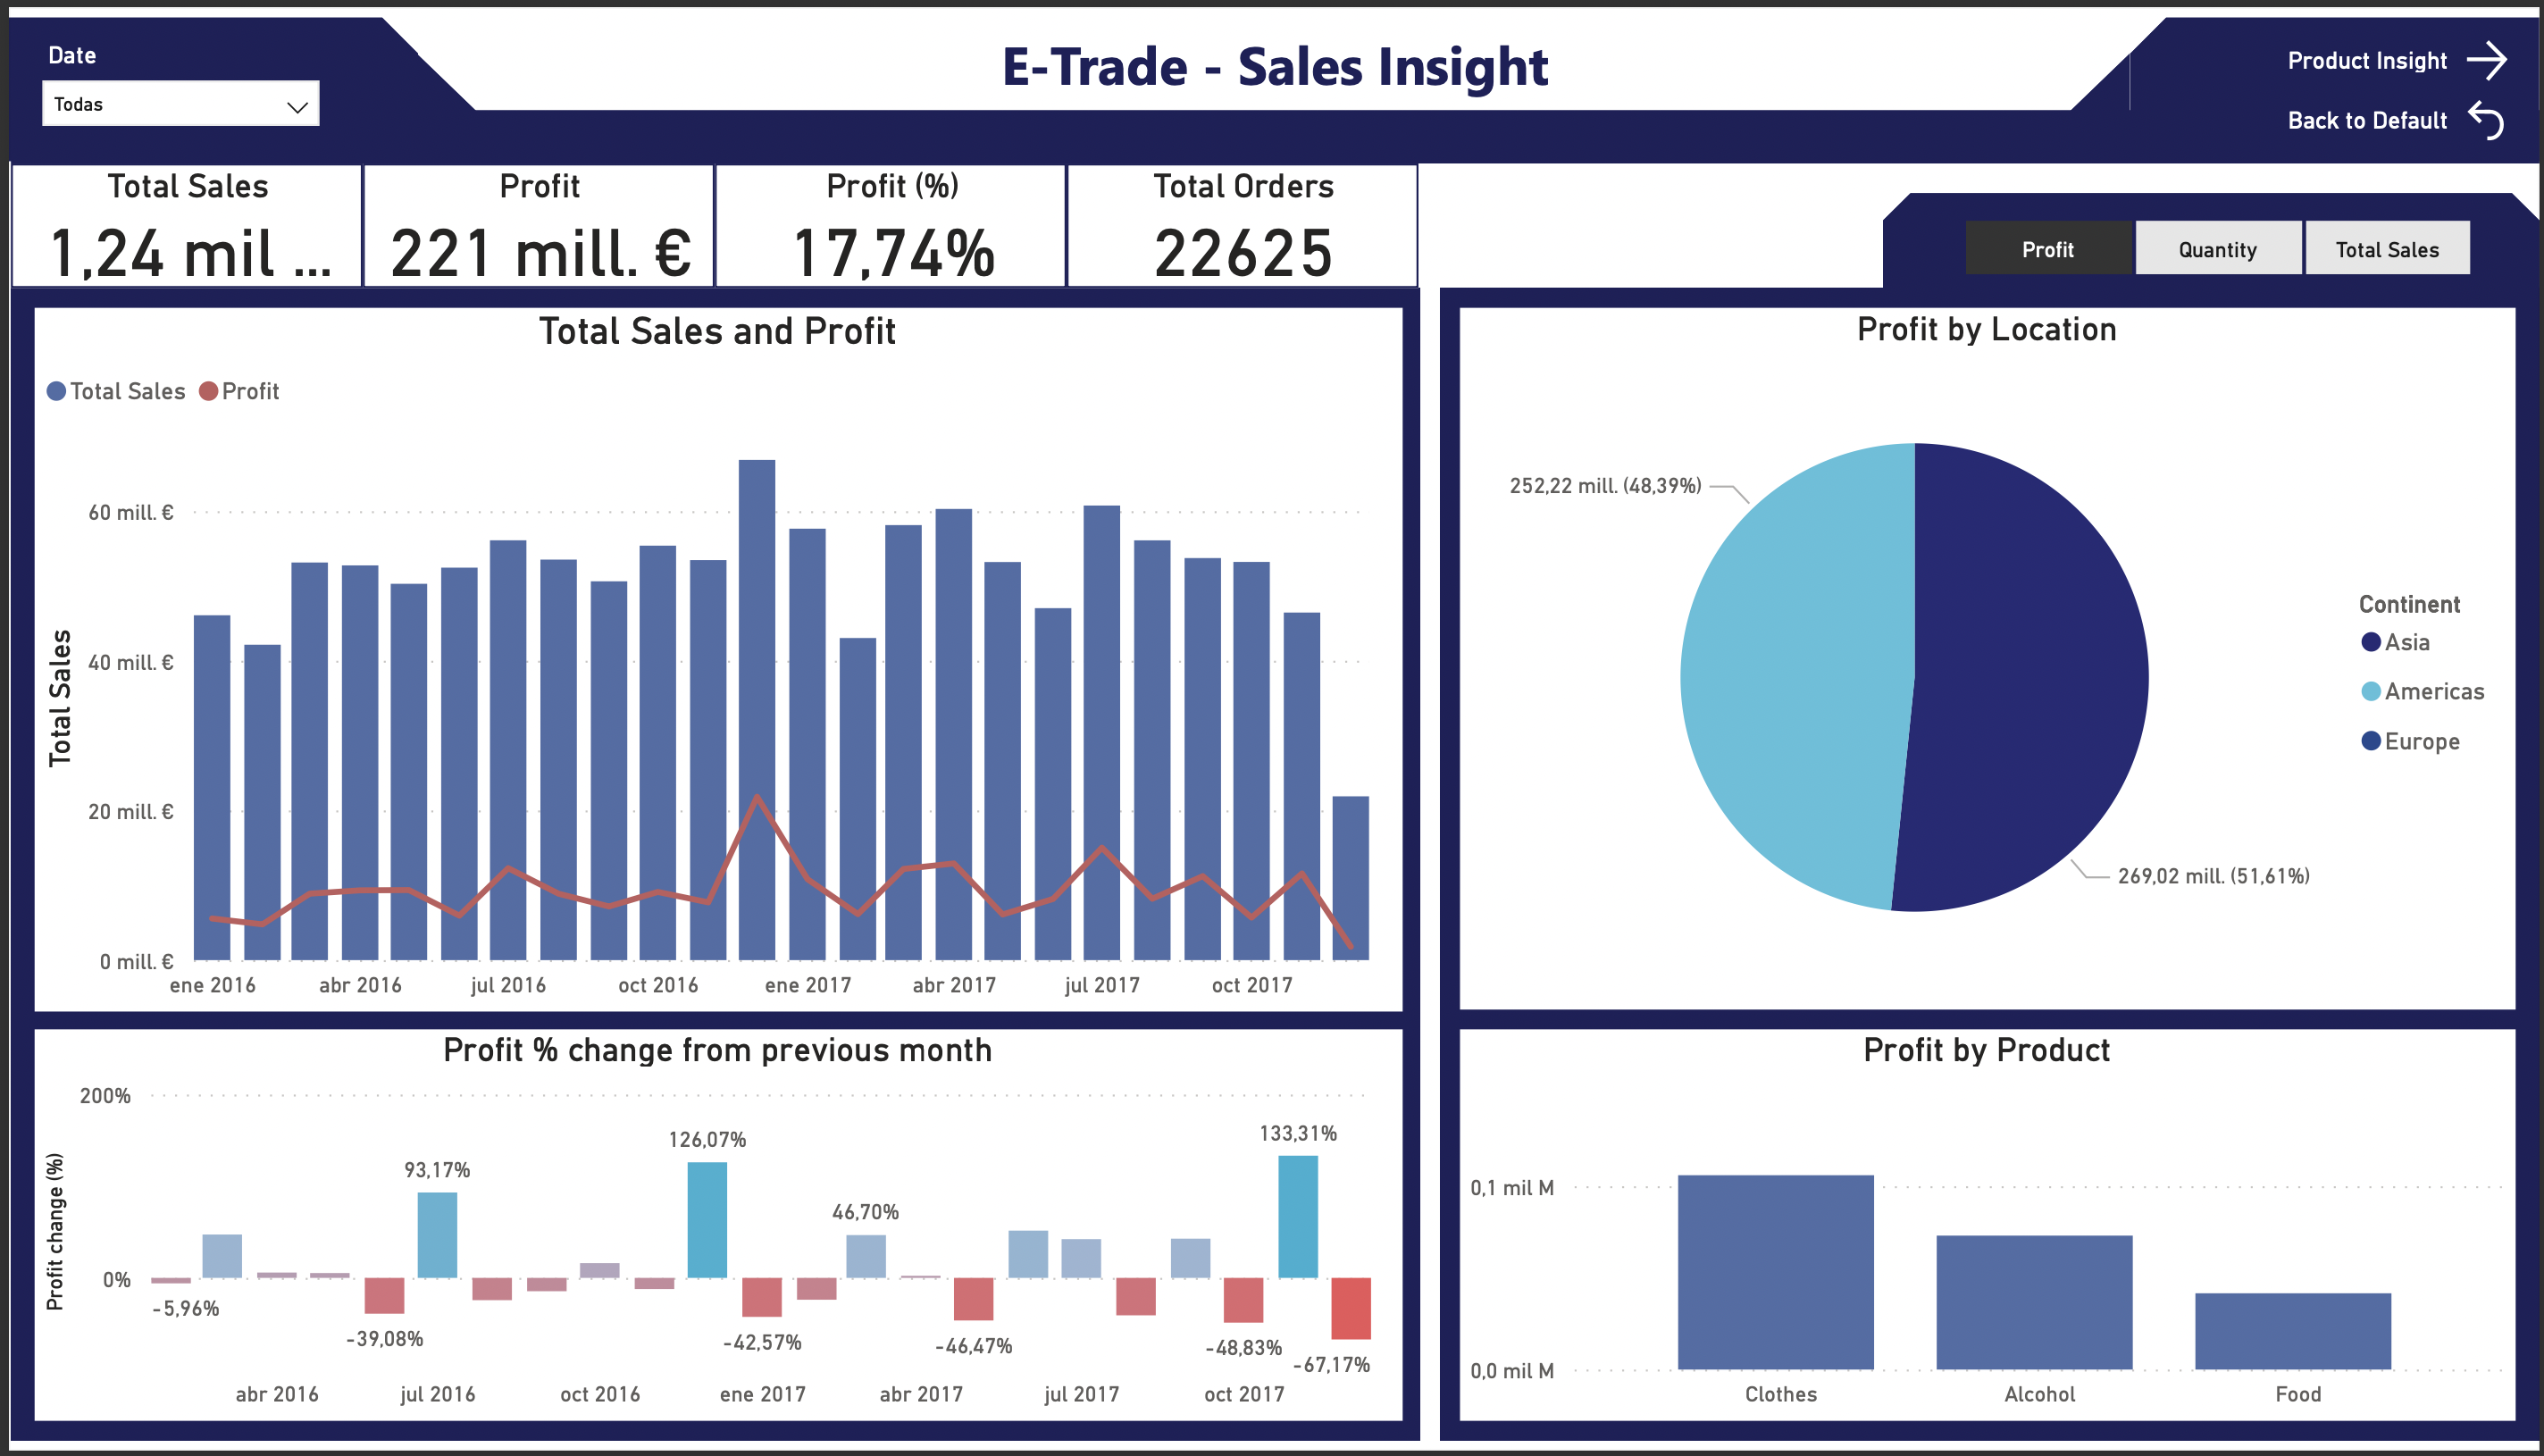 Date
Todas
E-Trade - Sales Insight
Product Insight
Back to Default
Total Sales
1,24 mil ...
Profit
221 mill. €
Profit (%)
17,74%
Total Orders
22625
Profit
Quantity
Total Sales
Total Sales and Profit
Total Sales
Profit
Total Sales
60 mill. €
40 mill. €
20 mill. €
0 mill. €
ene 2016
abr 2016
jul 2016
oct 2016
ene 2017
abr 2017
jul 2017
oct 2017
Profit by Location
252,22 mill. (48,39%)
269,02 mill. (51,61%)
Continent
Asia
Americas
Europe
Profit % change from previous month
Profit change (%)
200%
0%
-5,96%
-39,08%
93,17%
126,07%
-42,57%
46,70%
-46,47%
-48,83%
133,31%
-67,17%
abr 2016
jul 2016
oct 2016
ene 2017
abr 2017
jul 2017
oct 2017
Profit by Product
0,1 mil M
0,0 mil M
Clothes
Alcohol
Food